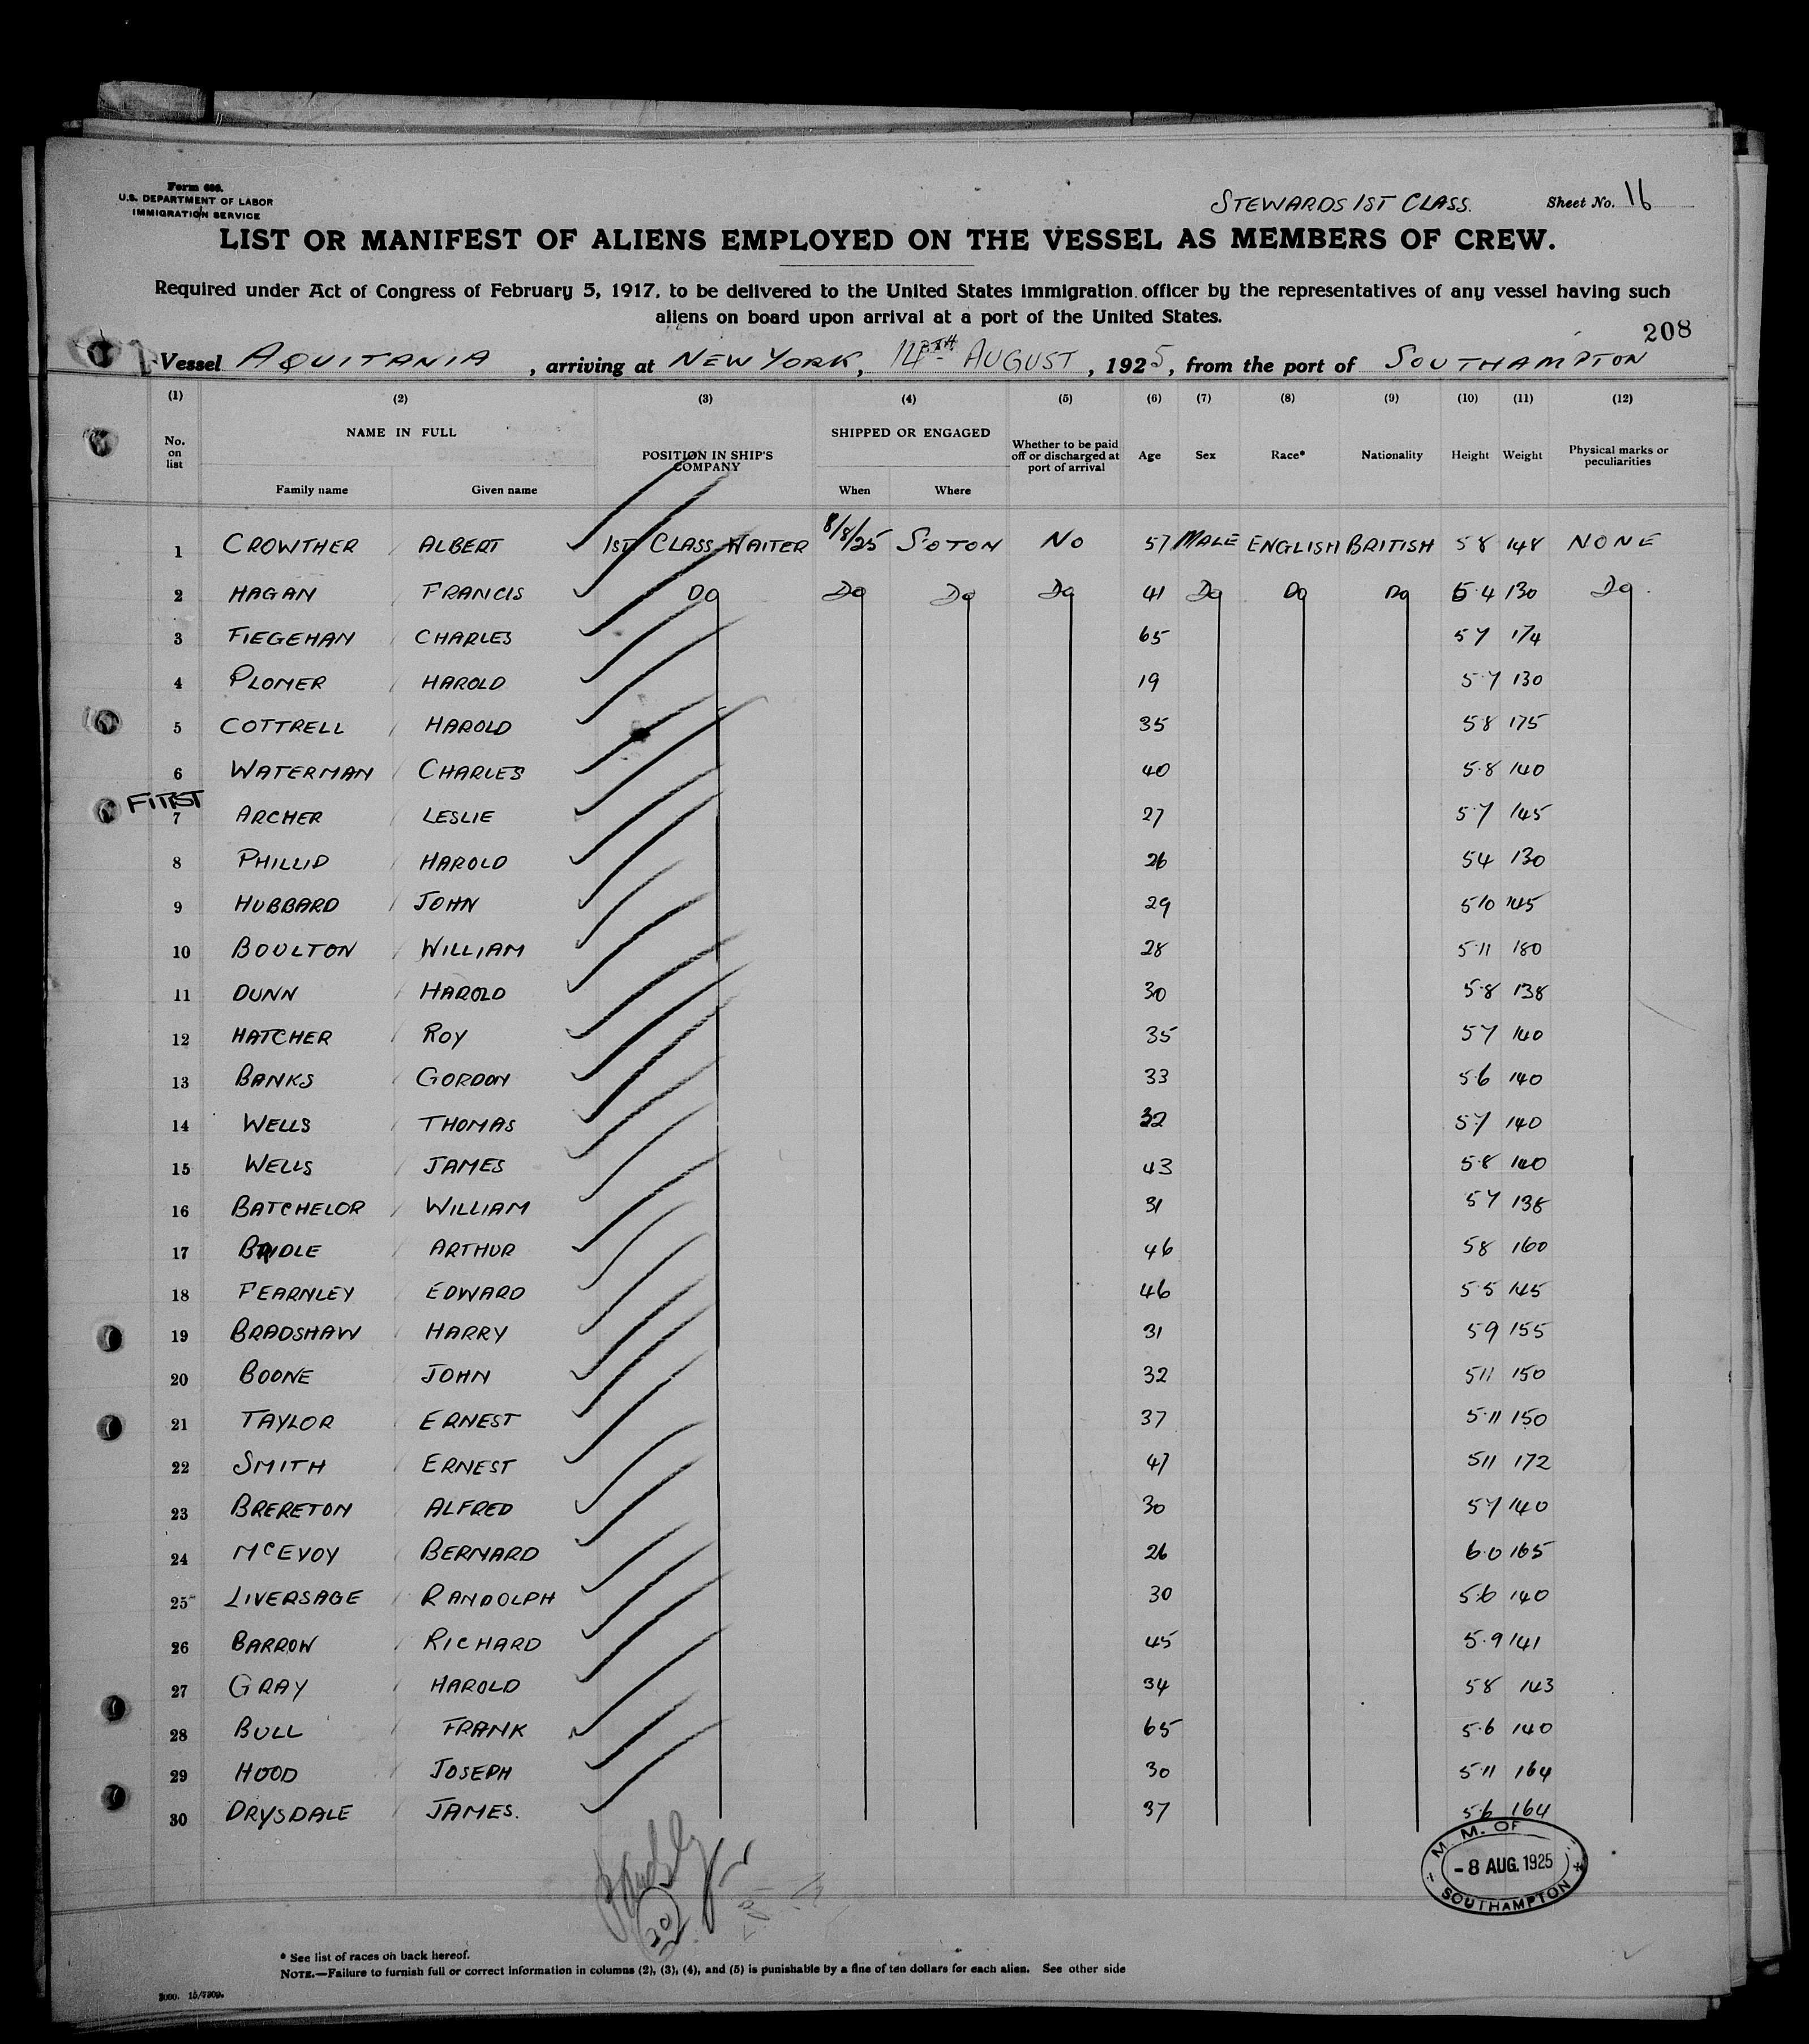 Form 686.
U.S. DEPARTMENT OF LABOR
IMMIGRATION SERVICE
STEWARDS 1ST CLASS. Sheet No. 16
LIST OR MANIFEST OF ALIENS EMPLOYED ON THE VESSEL AS MEMBERS OF CREW.
Required under Act of Congress of February 5, 1917, to be delivered to the United States immigration officer by the representatives of any vessel having such
aliens on board upon arrival at a port of the United States.
208
Vessel AQUITANIA, arriving at NEW YORK, 14TH AUGUST, 1925, from the port of SOUTHAMPTON
(1) (2) (3) (4) (5) (6) (7) (8) (9) (10) (11) (12)
No. on list NAME IN FULL Family name Given name POSITION IN SHIP'S COMPANY SHIPPED OR ENGAGED When Where Whether to be paid off or discharged at port of arrival Age Sex Race* Nationality Height Weight Physical marks or peculiarities
1 CROWTHER ALBERT 1ST CLASS WAITER 8/8/25 S'OTON NO 57 MALE ENGLISH BRITISH 5 8 148 NONE
2 HAGAN FRANCIS DO DO DO DO 41 DO DO DO 5 4 130 DO
3 FIEGEHAN CHARLES 65 5 7 174
4 PLOMER HAROLD 19 5 7 130
5 COTTRELL HAROLD 35 5 8 175
6 WATERMAN CHARLES 40 5.8 140
FIRST
7 ARCHER LESLIE 27 5.7 145
8 PHILLID HAROLD 26 5 4 130
9 HUBBARD JOHN 29 5 10 145
10 BOULTON WILLIAM 28 5.11 180
11 DUNN HAROLD 30 5.8 138
12 HATCHER ROY 35 5 7 140
13 BANKS GORDON 33 5.6 140
14 WELLS THOMAS 32 5.7 140
15 WELLS JAMES 43 5.8 140
16 BATCHELOR WILLIAM 31 5 7 138
17 BRIDLE ARTHUR 46 5 8 160
18 FEARNLEY EDWARD 46 5.5 145
19 BRADSHAW HARRY 31 5 9 155
20 BOONE JOHN 32 5 11 150
21 TAYLOR ERNEST 37 5.11 150
22 SMITH ERNEST 47 5 11 172
23 BRERETON ALFRED 30 5.7 140
24 McEVOY BERNARD 26 6.0 165
25 LIVERSAGE RANDOLPH 30 5.6 140
26 BARROW RICHARD 45 5.9 141
27 GRAY HAROLD 34 5 8 143
28 BULL FRANK 65 5.6 140
29 HOOD JOSEPH 30 5.11 164
30 DRYSDALE JAMES. 37 5.6 164
M. M. OF
- 8 AUG. 1925
SOUTHAMPTON
30
* See list of races on back hereof.
NOTE.—Failure to furnish full or correct information in columns (2), (3), (4), and (5) is punishable by a fine of ten dollars for each alien. See other side